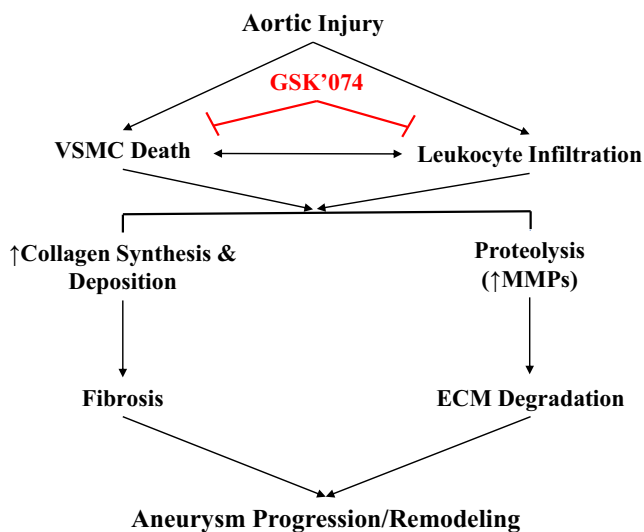 Aortic Injury
GSK’074
VSMC Death
Leukocyte Infiltration
↑Collagen Synthesis &
Deposition
Proteolysis
(↑MMPs)
Fibrosis
ECM Degradation
Aneurysm Progression/Remodeling